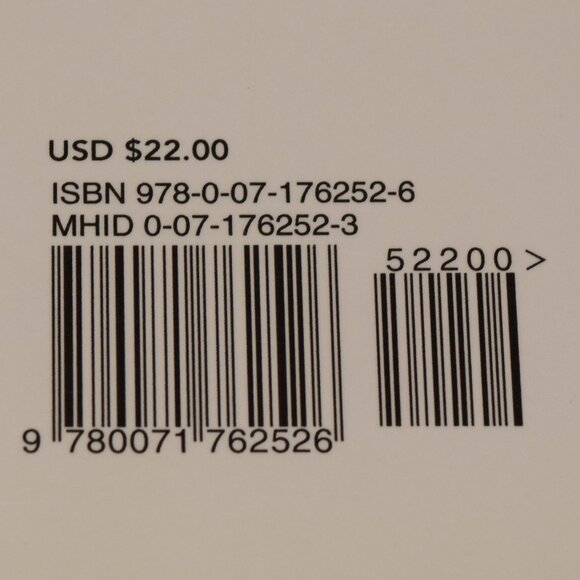 USD $22.00
ISBN 978-0-07-176252-6
MHID 0-07-176252-3
52200 >
9 780071 762526